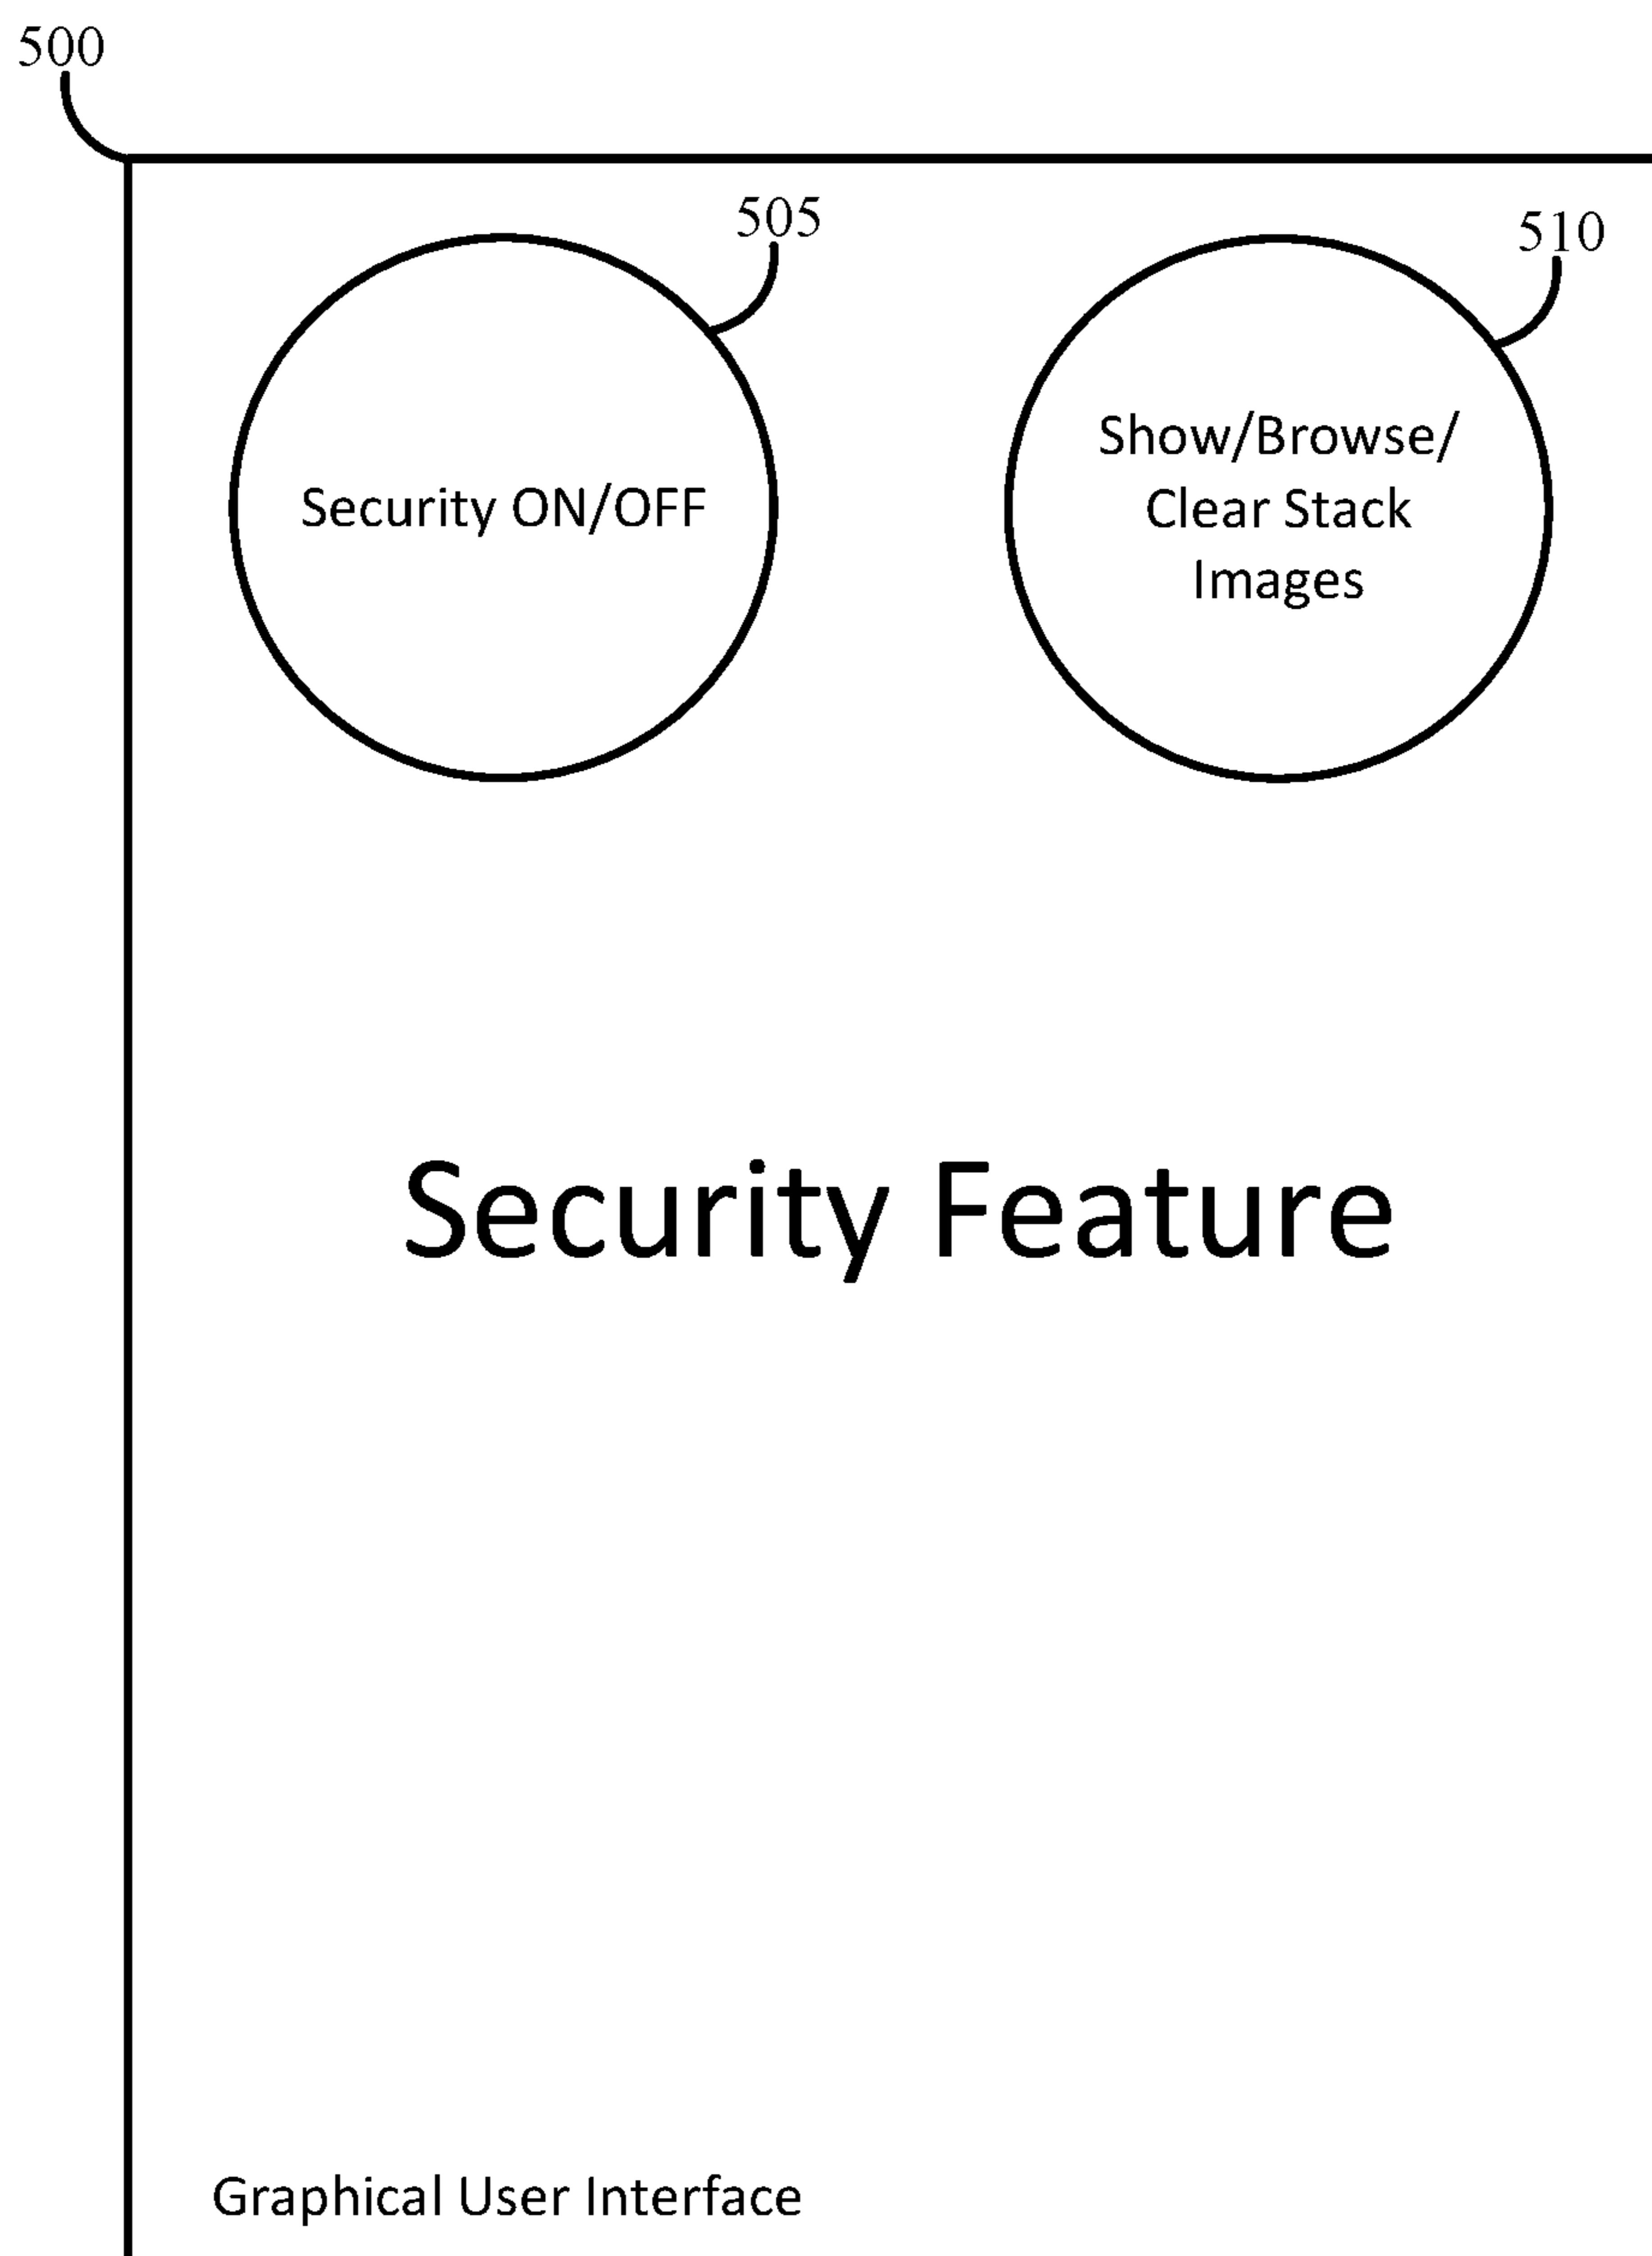 500
505
510
Security ON/OFF
Show/Browse/
Clear Stack
Images
Security Feature
Graphical User Interface